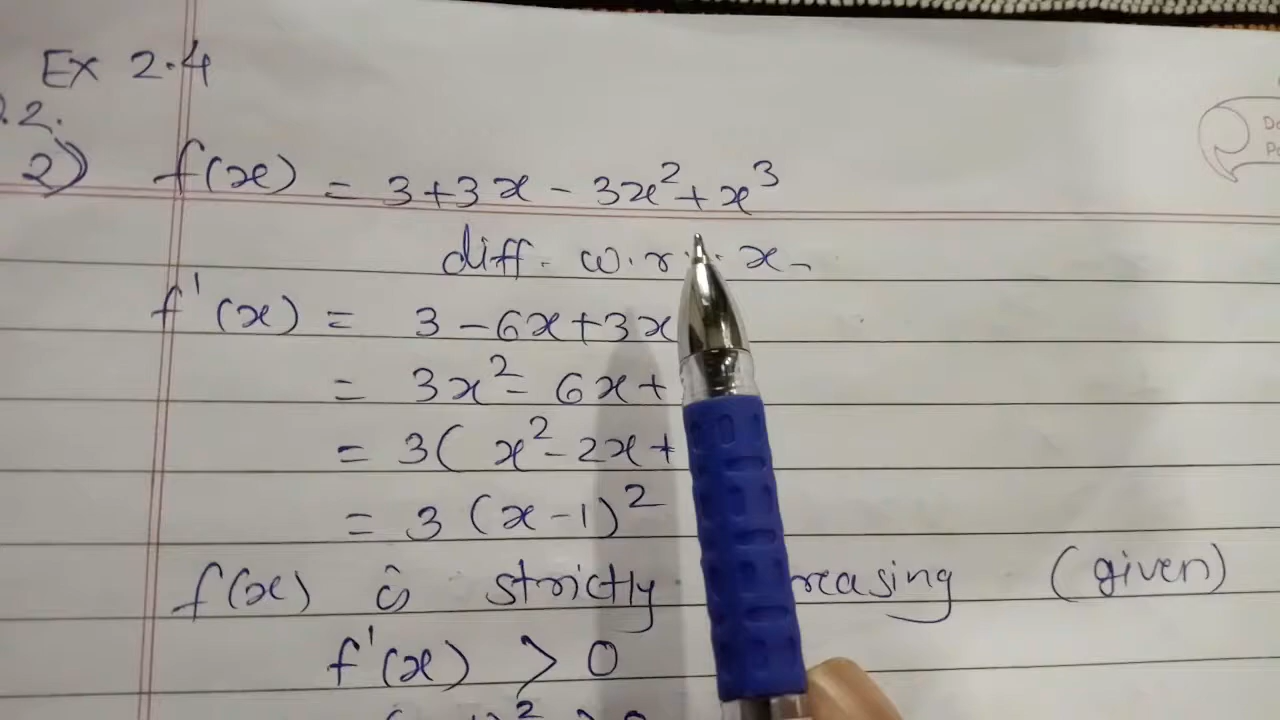 Ex 2.4
.2.
2) f(x) = 3+3x - 3x² + x³
diff. w.r. x -
f'(x) = 3 - 6x + 3x
= 3x² - 6x +
= 3( x² - 2x +
= 3 (x-1)²
f(x) is strictly reasing (given)
f'(x) > 0